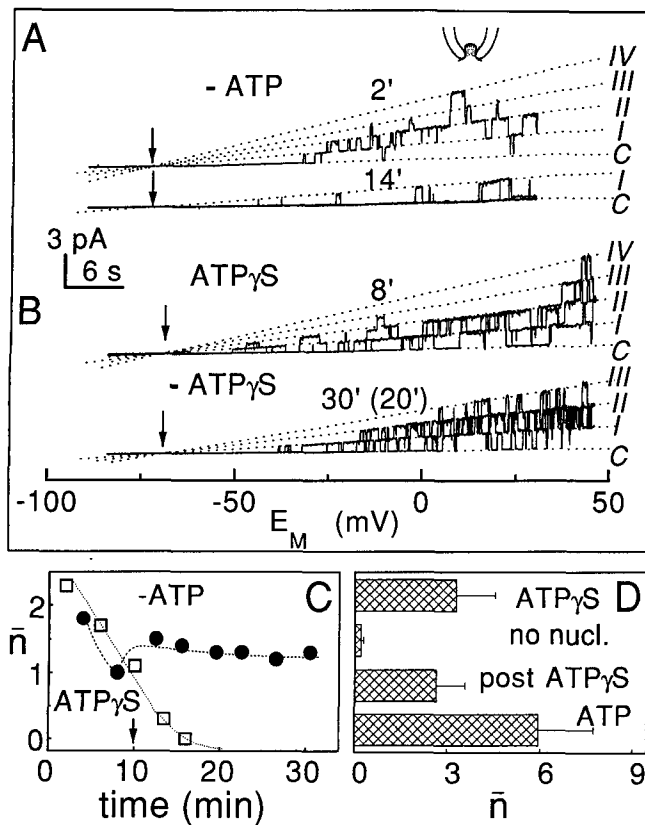 A
- ATP
2'
IV
III
II
I
C
14'
I
C
3 pA
6 s
B
ATPγS
8'
IV
III
II
I
C
- ATPγS
30' (20')
III
II
I
C
-100 -50 0 50
E_M (mV)
C
-ATP
n̄
2
1
0
ATPγS
0 10 20 30
time (min)
D
ATPγS
no nucl.
post ATPγS
ATP
0 3 6 9
n̄